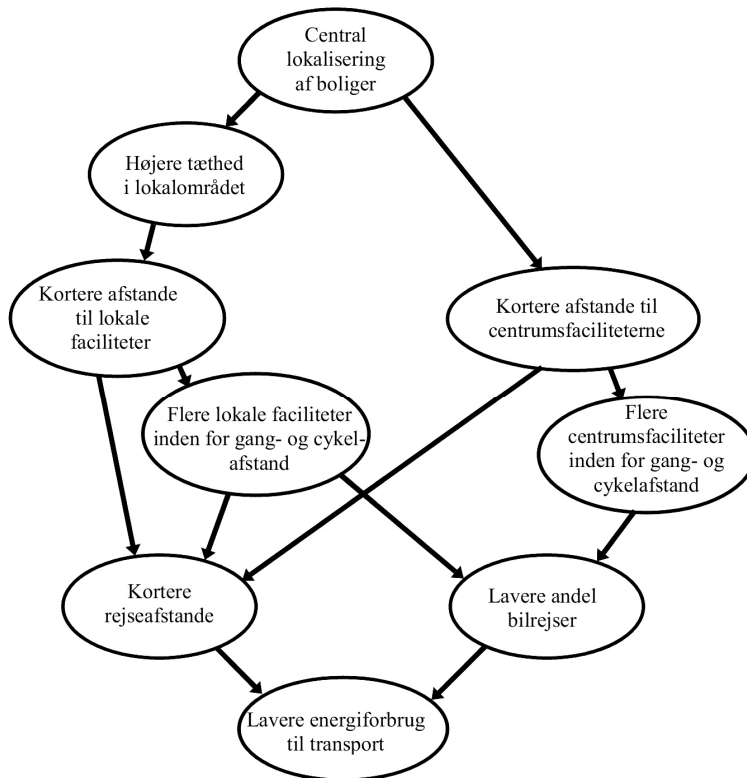 Central
lokalisering
af boliger
Højere tæthed
i lokalområdet
Kortere afstande
til lokale
faciliteter
Kortere afstande til
centrumsfaciliteterne
Flere lokale faciliteter
inden for gang- og cykel-
afstand
Flere
centrumsfaciliteter
inden for gang- og
cykelafstand
Kortere
rejseafstande
Lavere andel
bilrejser
Lavere energiforbrug
til transport